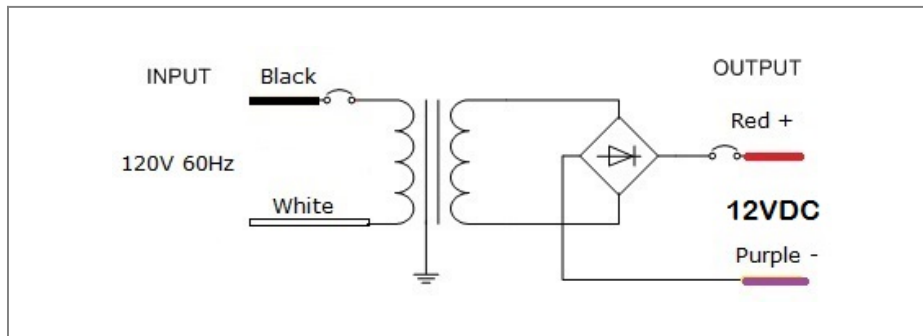 INPUT
Black
120V 60Hz
White
OUTPUT
Red +
12VDC
Purple -